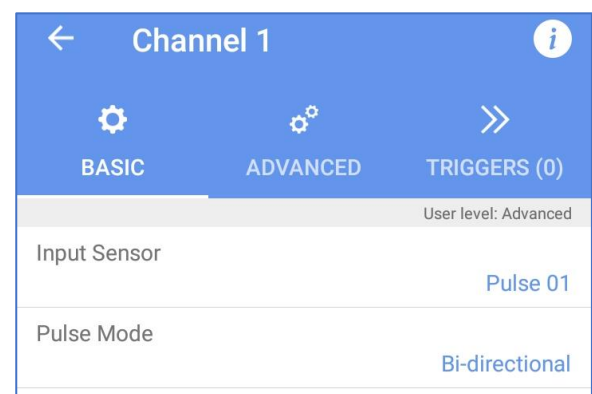 Channel 1
i
BASIC
ADVANCED
TRIGGERS (0)
User level: Advanced
Input Sensor
Pulse 01
Pulse Mode
Bi-directional